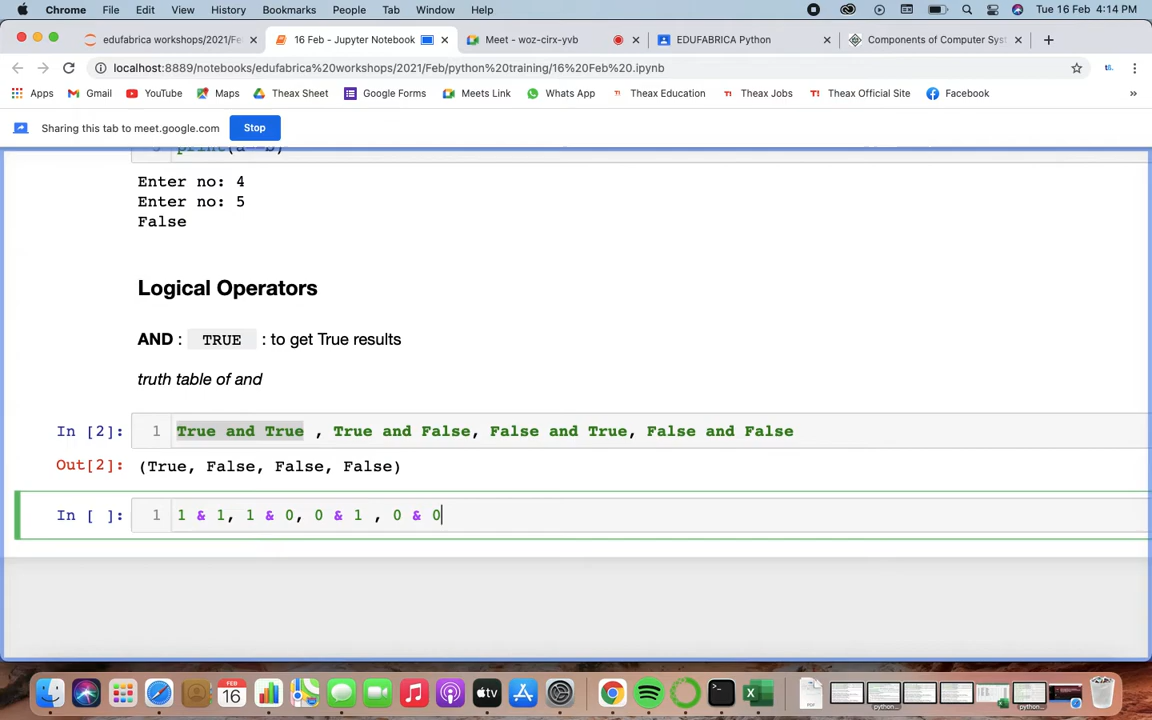 Chrome File Edit View History Bookmarks People Tab Window Help Tue 16 Feb 4:14 PM
edufabrica workshops/2021/Fe 16 Feb - Jupyter Notebook Meet - woz-cirx-yvb EDUFABRICA Python Components of Computer Sys
localhost:8889/notebooks/edufabrica%20workshops/2021/Feb/python%20training/16%20Feb%20.ipynb
Apps Gmail YouTube Maps Theax Sheet Google Forms Meets Link Whats App Theax Education Theax Jobs Theax Official Site Facebook »
Sharing this tab to meet.google.com Stop
Enter no: 4
Enter no: 5
False
Logical Operators
AND : TRUE : to get True results
truth table of and
In [2]: 1 True and True , True and False, False and True, False and False
Out[2]: (True, False, False, False)
In [ ]: 1 1 & 1, 1 & 0, 0 & 1 , 0 & 0
FEB
16